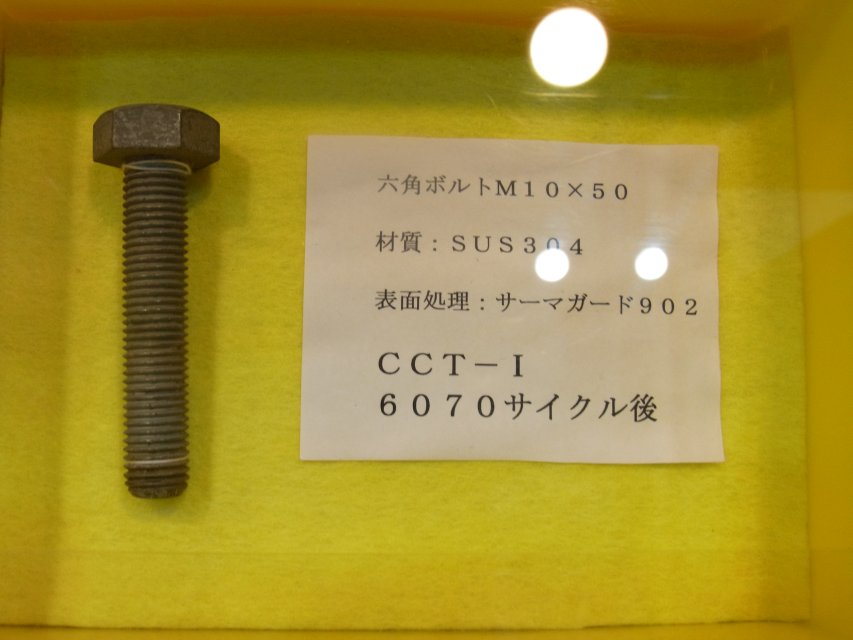 六角ボルトＭ１０×５０
材質：ＳＵＳ３０４
表面処理：サーマガード９０２
ＣＣＴ－Ｉ
６０７０サイクル後